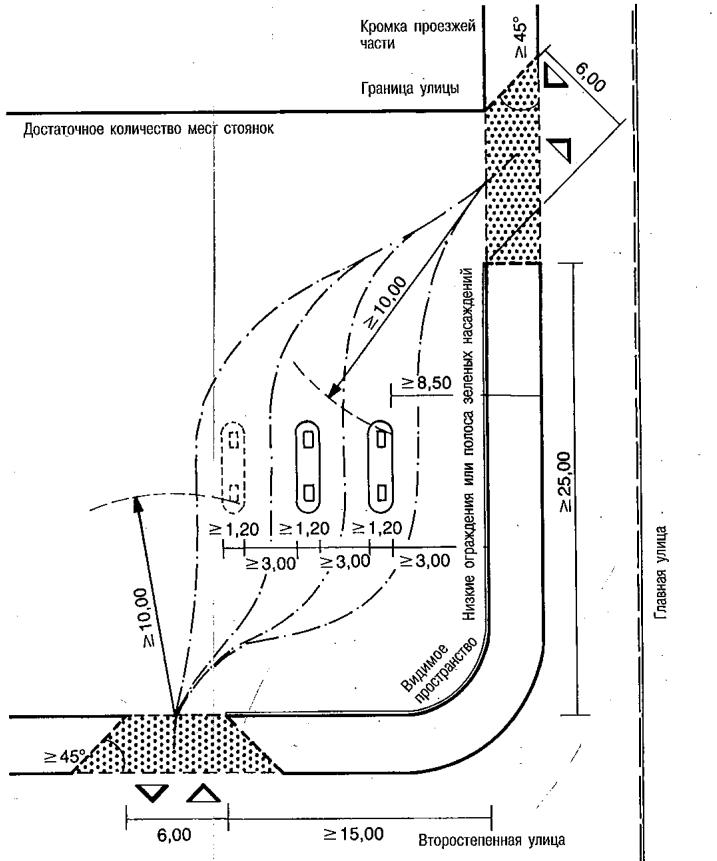 Кромка проезжей
части
≥ 45°
6,00
Граница улицы
Достаточное количество мест стоянок
≥10,00
≥8,50
Низкие ограждения или полоса зеленых насаждений
≥25,00
Главная улица
≥1,20
≥1,20
≥1,20
≥3,00
≥3,00
≥3,00
≥10,00
Видимое
пространство
≥45°
6,00
≥15,00
Второстепенная улица